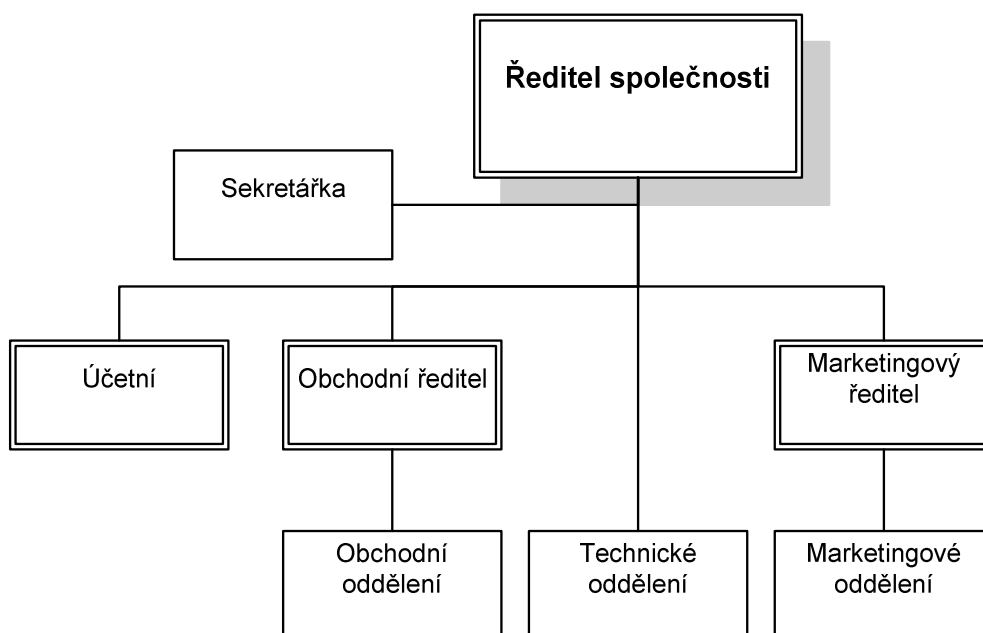 Ředitel společnosti
Sekretářka
Účetní
Obchodní ředitel
Marketingový
ředitel
Obchodní
oddělení
Technické
oddělení
Marketingové
oddělení